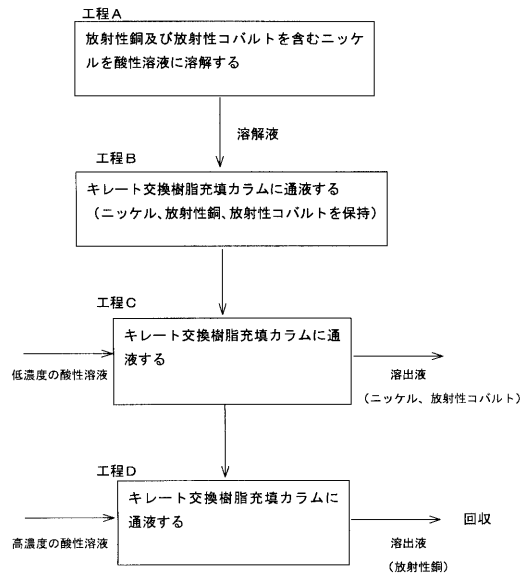 工程A
放射性銅及び放射性コバルトを含むニッケ
ルを酸性溶液に溶解する
溶解液
工程B
キレート交換樹脂充填カラムに通液する
（ニッケル、放射性銅、放射性コバルトを保持）
工程C
キレート交換樹脂充填カラムに通
液する
低濃度の酸性溶液
溶出液
（ニッケル、放射性コバルト）
工程D
キレート交換樹脂充填カラムに
通液する
高濃度の酸性溶液
溶出液
（放射性銅）
回収